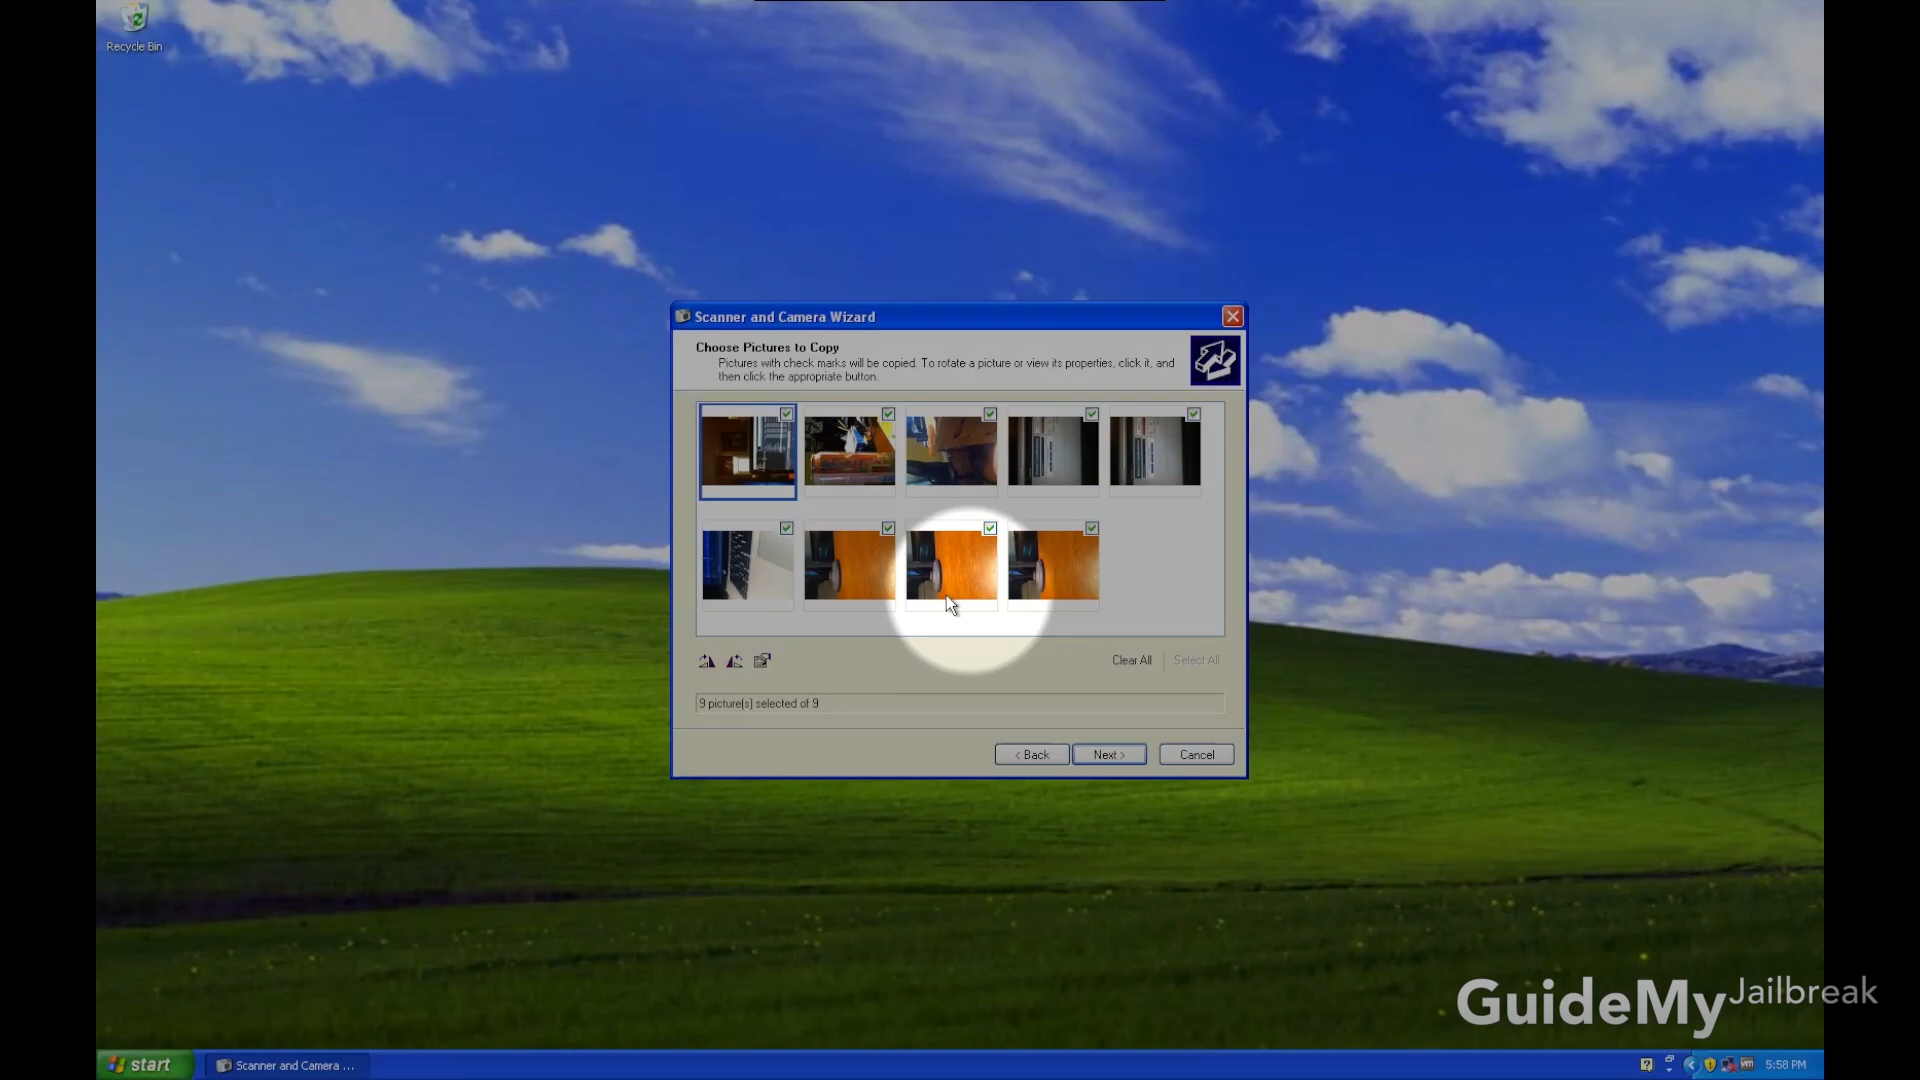 Recycle Bin
Scanner and Camera Wizard
Choose Pictures to Copy
Pictures with check marks will be copied. To rotate a picture or view its properties, click it, and
then click the appropriate button.
Clear All
Select All
9 picture(s) selected of 9
< Back
Next >
Cancel
GuideMyJailbreak
start
Scanner and Camera ...
5:58 PM